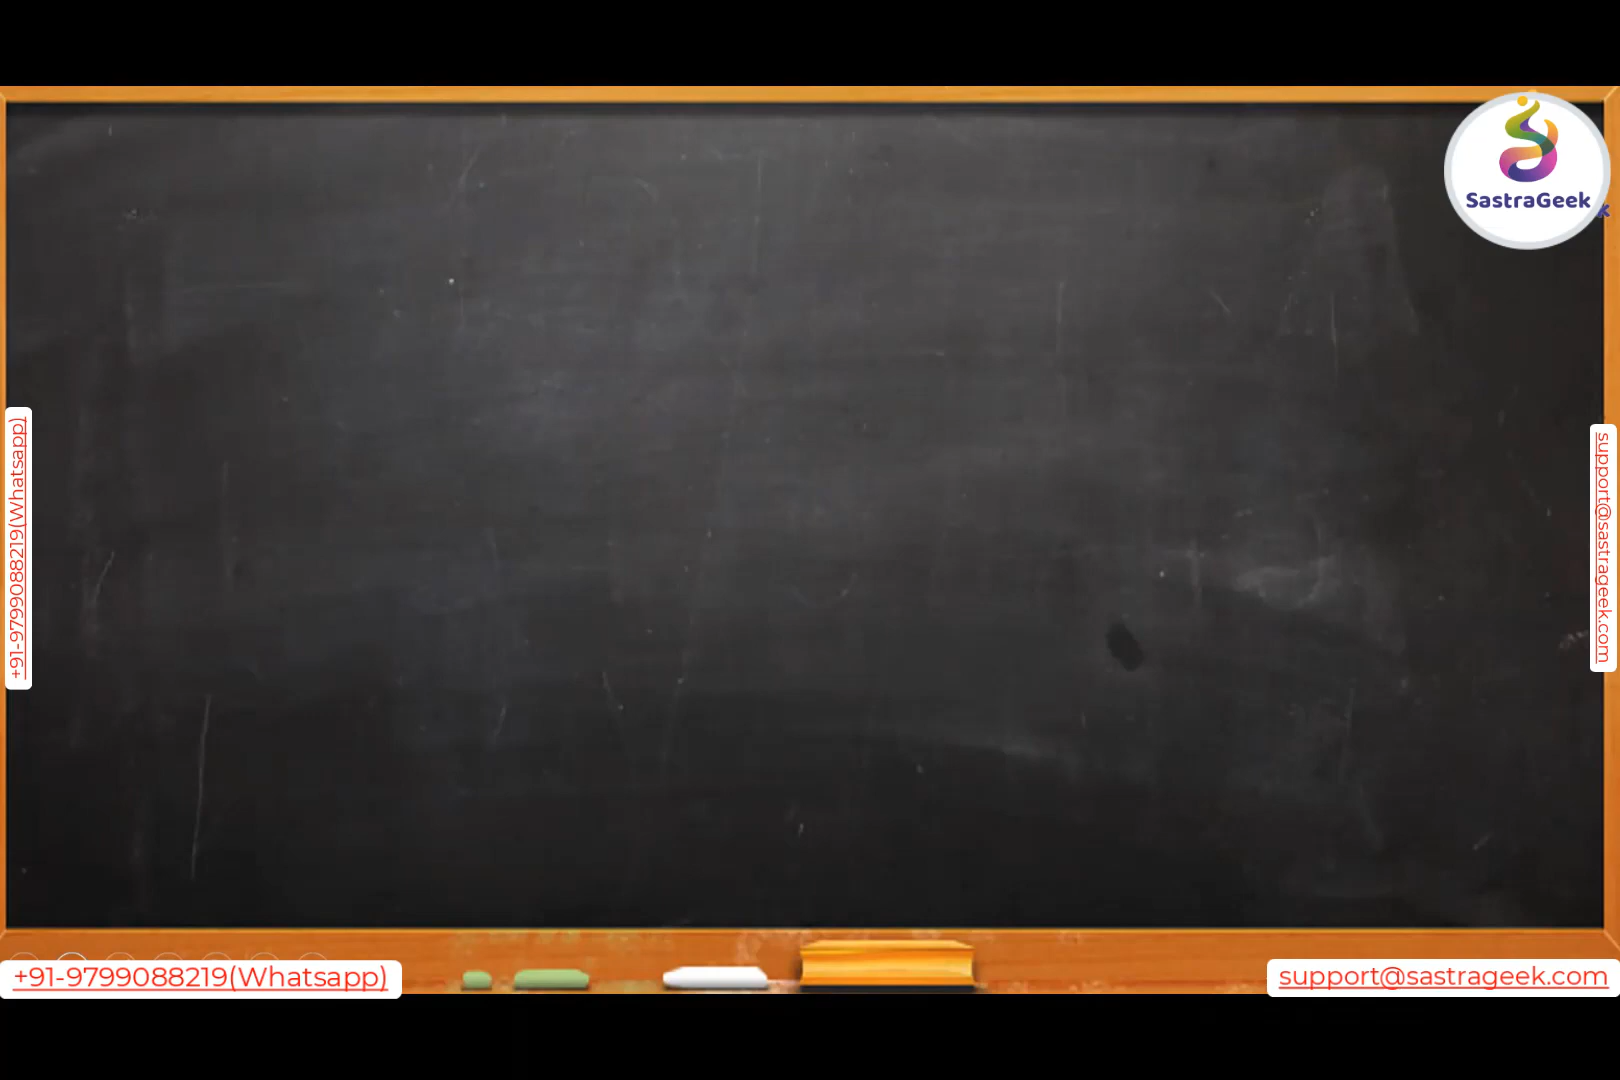 SastraGeek
k
+91-9799088219(Whatsapp)
support@sastrageek.com
+91-9799088219(Whatsapp)
support@sastrageek.com